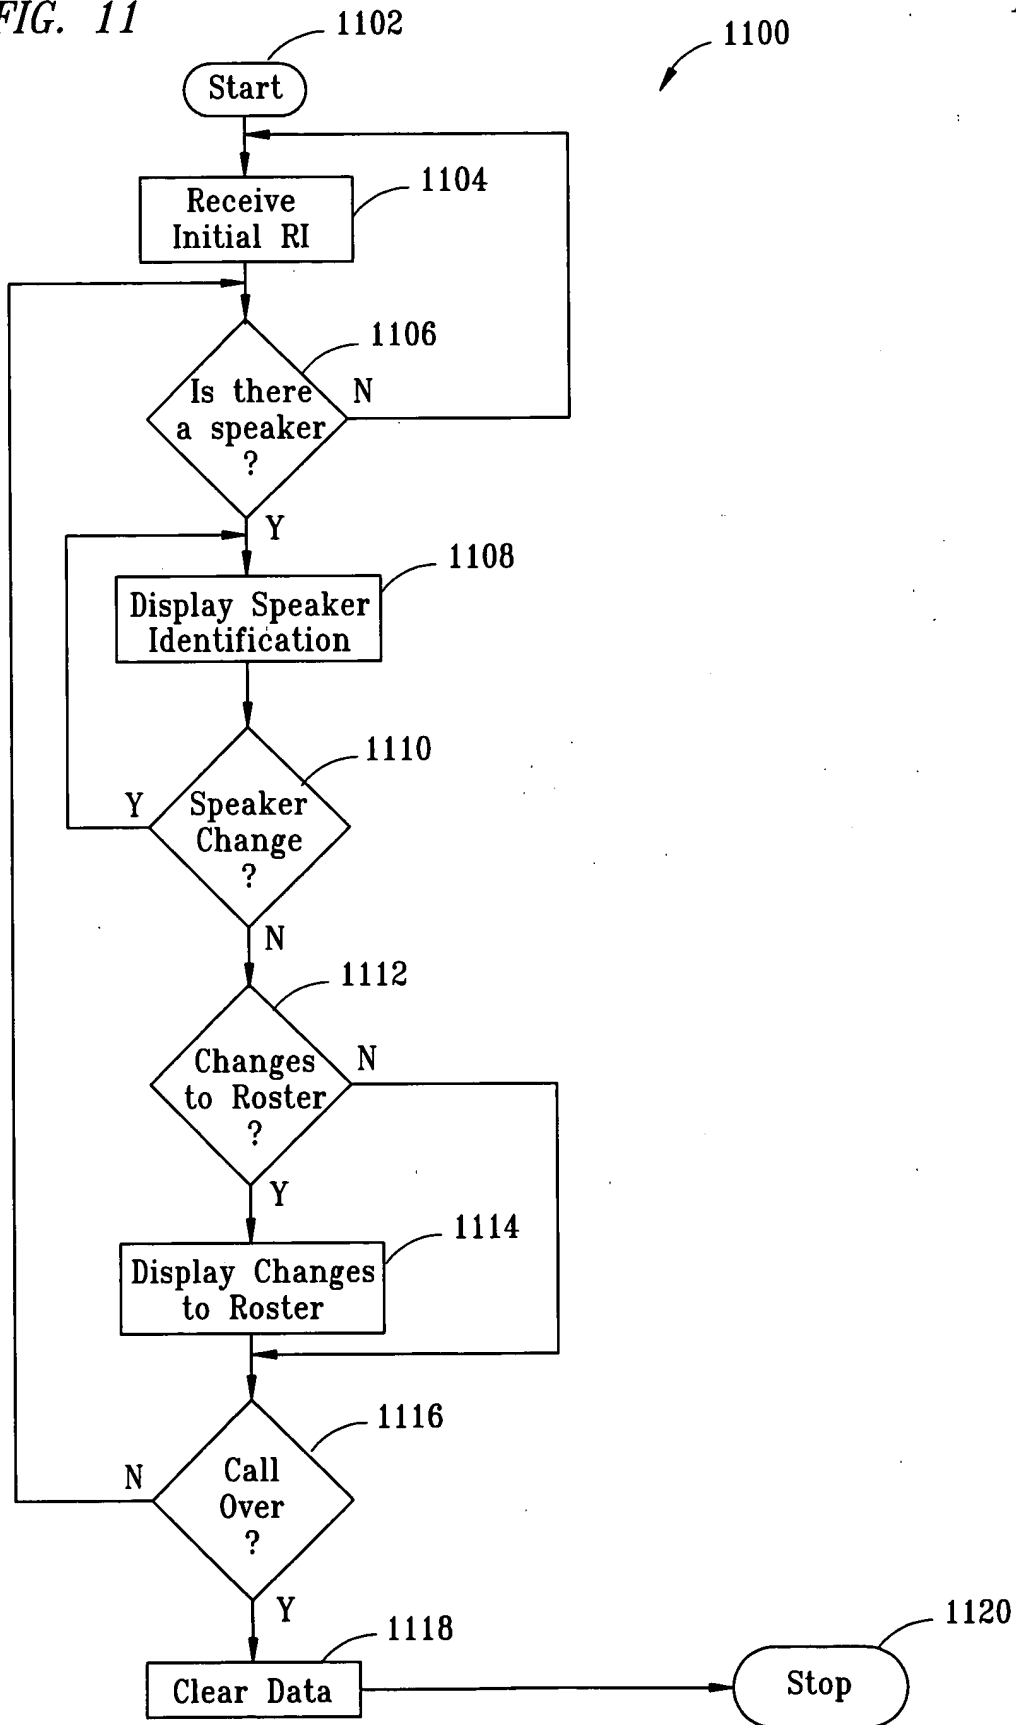 FIG. 11
1102
1100
Start
1104
Receive
Initial RI
1106
Is there
a speaker
?
N
Y
1108
Display Speaker
Identification
1110
Y
Speaker
Change
?
N
1112
Changes
to Roster
?
N
Y
1114
Display Changes
to Roster
1116
N
Call
Over
?
Y
1118
1120
Clear Data
Stop